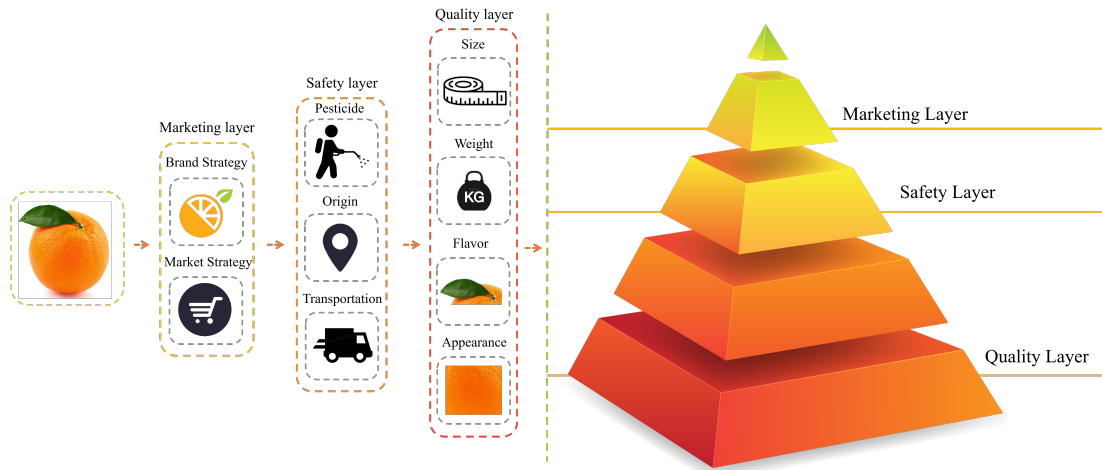 Marketing layer
Brand Strategy
Market Strategy
Safety layer
Pesticide
Origin
Transportation
Quality layer
Size
Weight
KG
Flavor
Appearance
Marketing Layer
Safety Layer
Quality Layer